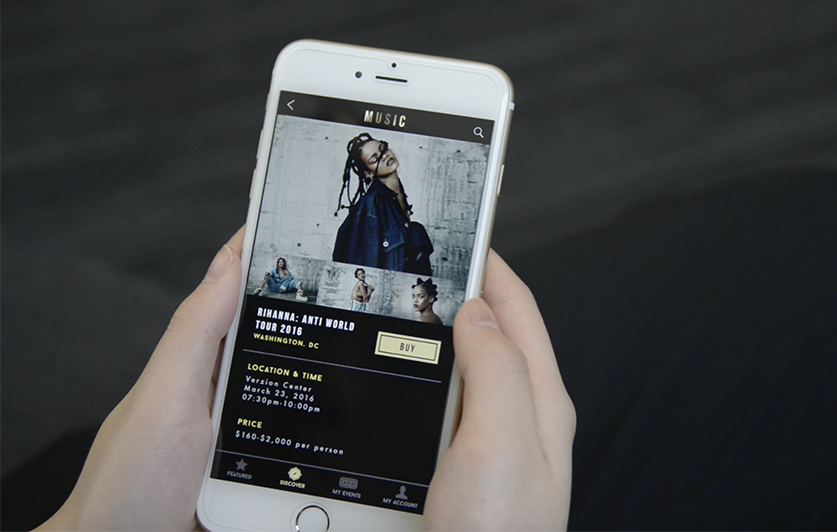 MUSIC
RIHANNA: ANTI WORLD
TOUR 2016
WASHINGTON, DC
BUY
LOCATION & TIME
Verzion Center
March 23, 2016
07:30pm-10:00pm
PRICE
$160-$2,000 per person
FEATURED
DISCOVER
MY EVENTS
MY ACCOUNT